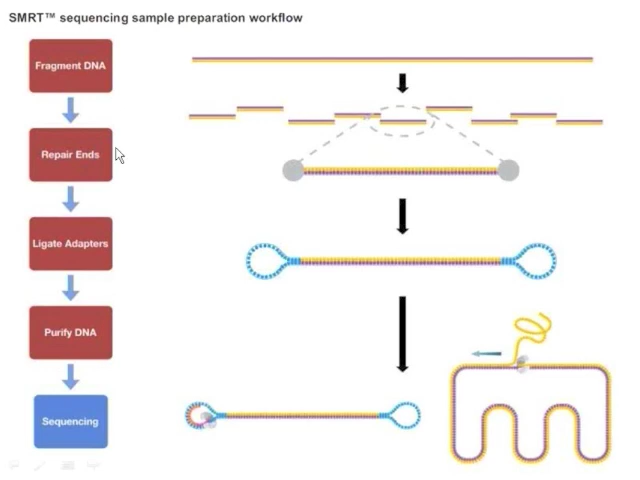 SMRT™ sequencing sample preparation workflow
Fragment DNA
Repair Ends
Ligate Adapters
Purify DNA
Sequencing